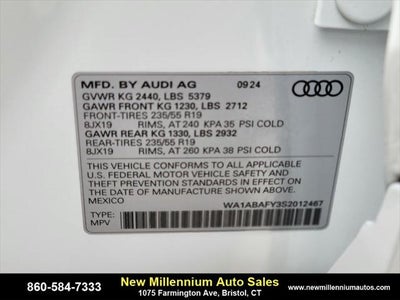 MFD. BY AUDI AG 09/24
GVWR KG 2440, LBS 5379
GAWR FRONT KG 1230, LBS 2712
FRONT-TIRES 235/55 R19
8JX19 RIMS, AT 240 KPA 35 PSI COLD
GAWR REAR KG 1330, LBS 2932
REAR-TIRES 235/55 R19
8JX19 RIMS, AT 260 KPA 38 PSI COLD
THIS VEHICLE CONFORMS TO ALL APPLICABLE
U.S. FEDERAL MOTOR VEHICLE SAFETY AND
THEFT PREVENTION STANDARDS IN EFFECT ON THE
DATE OF MANUFACTURE SHOWN ABOVE.
MEXICO
WA1ABAFY3S2012467
TYPE:
MPV
860-584-7333
New Millennium Auto Sales
1075 Farmington Ave, Bristol, CT
www.newmillenniumautos.com